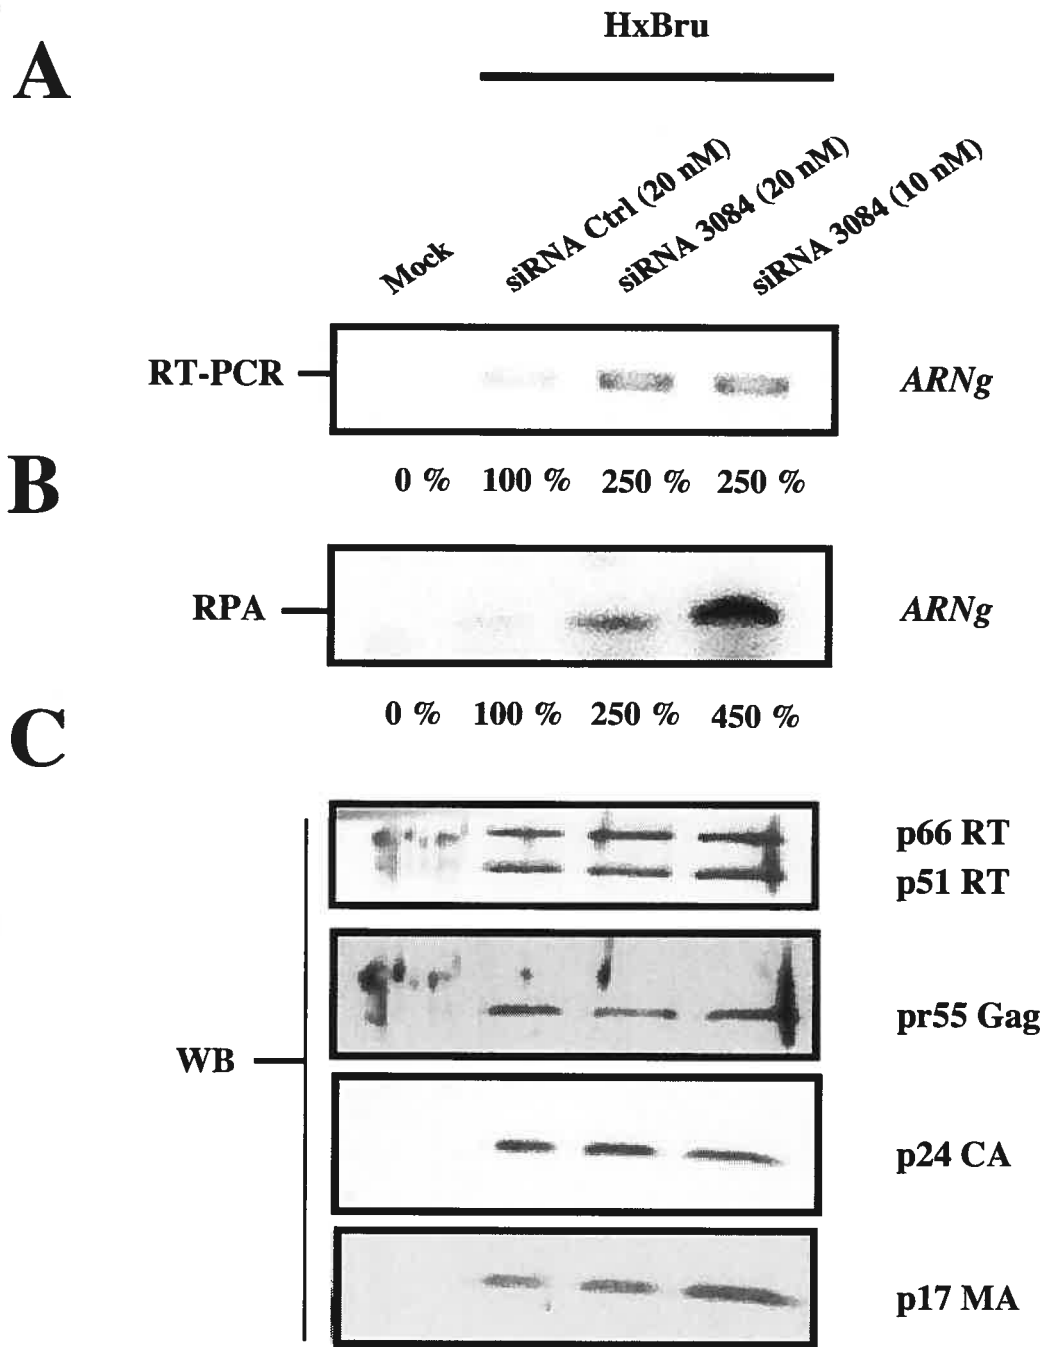 A
HxBru
Mock
siRNA Ctrl (20 nM)
siRNA 3084 (20 nM)
siRNA 3084 (10 nM)
RT-PCR
ARNg
0 % 100 % 250 % 250 %
B
RPA
ARNg
0 % 100 % 250 % 450 %
C
WB
p66 RT
p51 RT
pr55 Gag
p24 CA
p17 MA